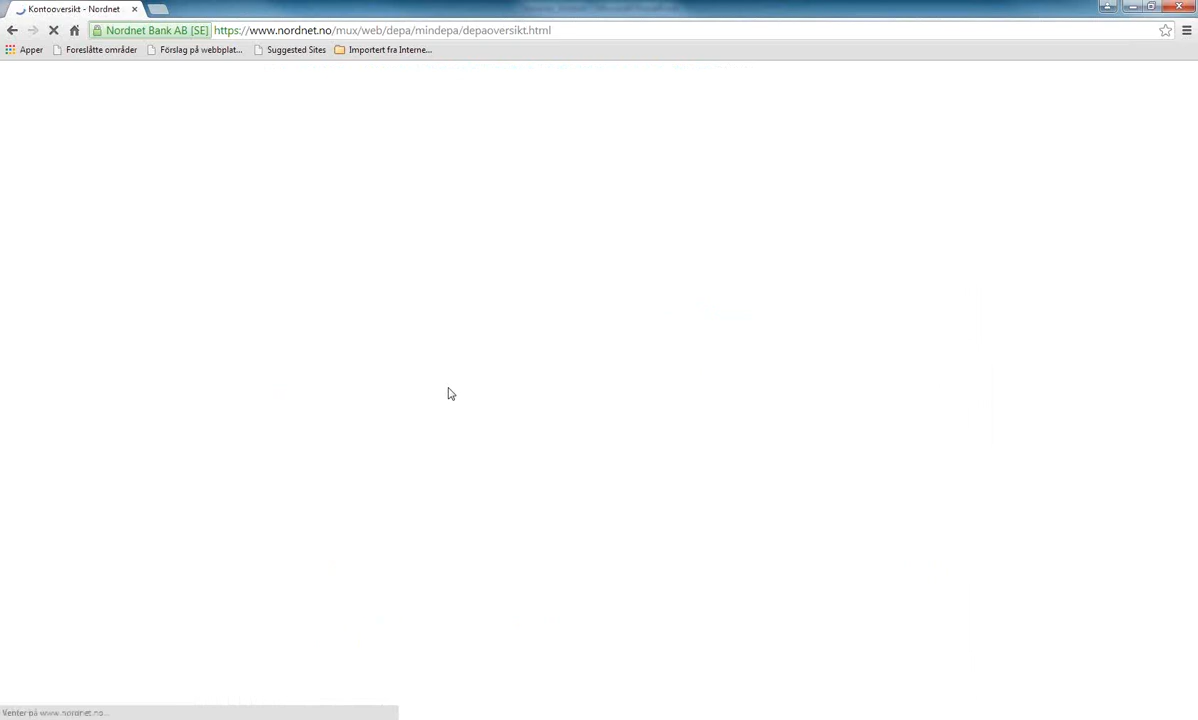 Kontooversikt - Nordnet
Nordnet Bank AB [SE] https://www.nordnet.no/mux/web/depa/mindepa/depaoversikt.html
Apper Foreslåtte områder Förslag på webbplat... Suggested Sites Importert fra Interne...
Venter på www.nordnet.no...